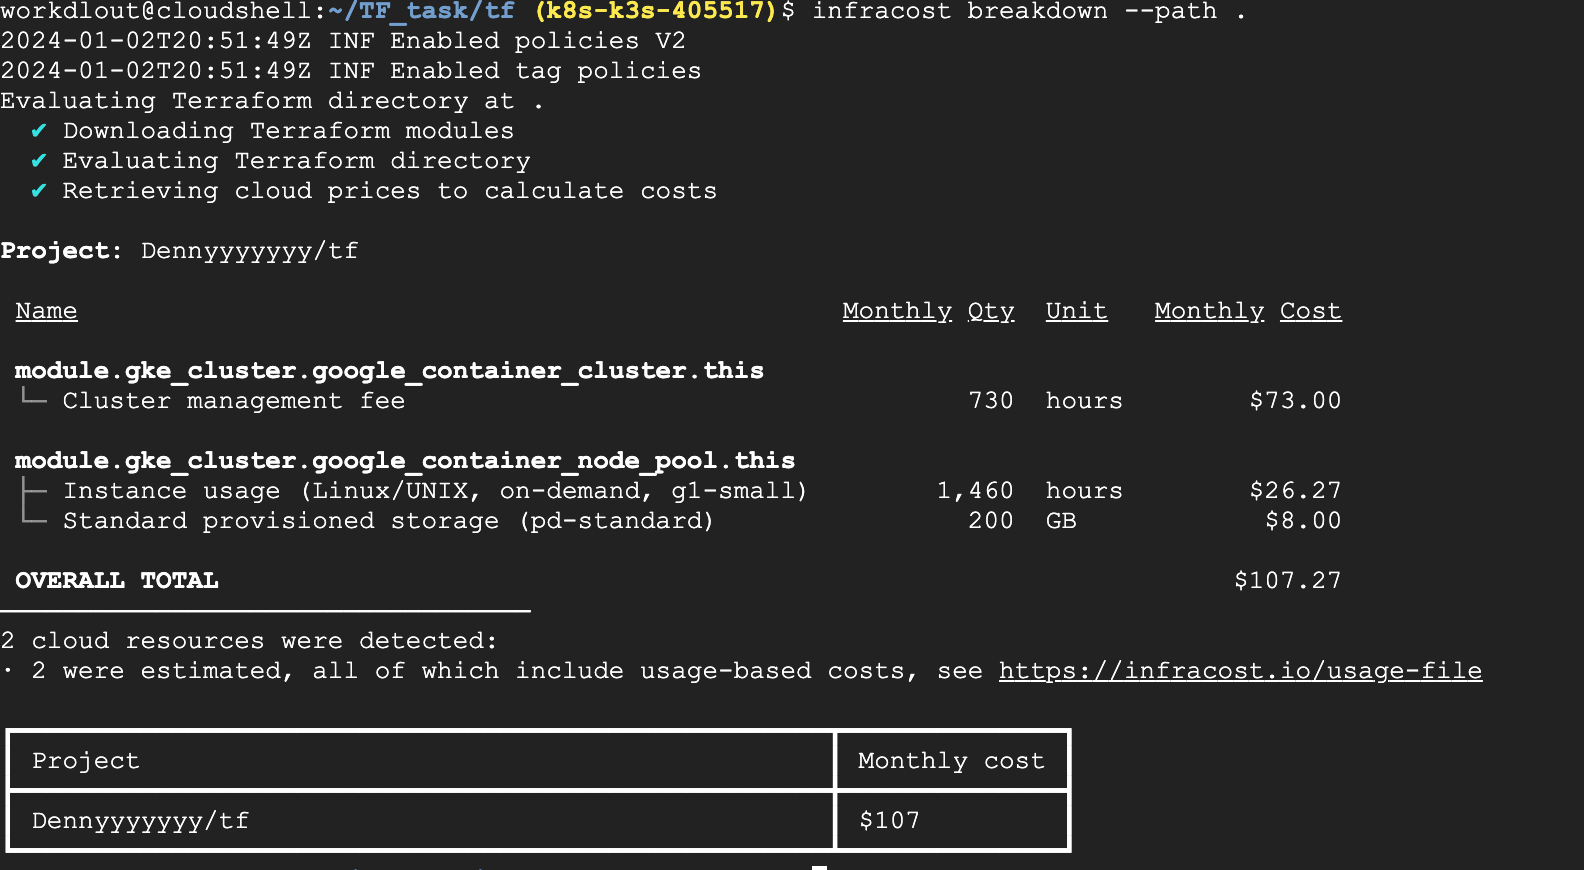 workdlout@cloudshell:~/TF_task/tf (k8s-k3s-405517)$ infracost breakdown --path .
2024-01-02T20:51:49Z INF Enabled policies V2
2024-01-02T20:51:49Z INF Enabled tag policies
Evaluating Terraform directory at .
✔ Downloading Terraform modules
✔ Evaluating Terraform directory
✔ Retrieving cloud prices to calculate costs
Project: Dennyyyyyyy/tf
Name Monthly Qty Unit Monthly Cost
module.gke_cluster.google_container_cluster.this
└─ Cluster management fee 730 hours $73.00
module.gke_cluster.google_container_node_pool.this
├─ Instance usage (Linux/UNIX, on-demand, g1-small) 1,460 hours $26.27
└─ Standard provisioned storage (pd-standard) 200 GB $8.00
OVERALL TOTAL $107.27
2 cloud resources were detected:
· 2 were estimated, all of which include usage-based costs, see https://infracost.io/usage-file
Project Monthly cost
Dennyyyyyyy/tf $107